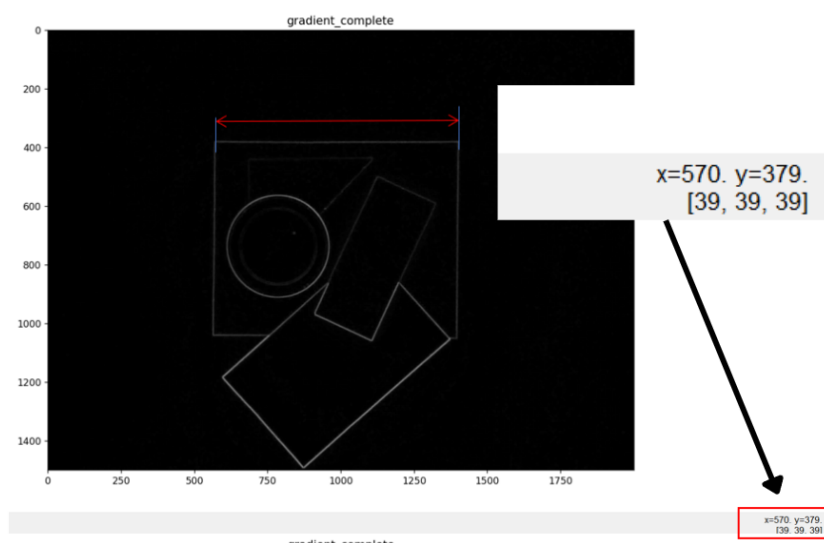 gradient_complete
0
200
400
600
800
1000
1200
1400
0 250 500 750 1000 1250 1500 1750
x=570. y=379.
[39, 39, 39]
x=570. y=379.
[39. 39. 39]
gradient_complete